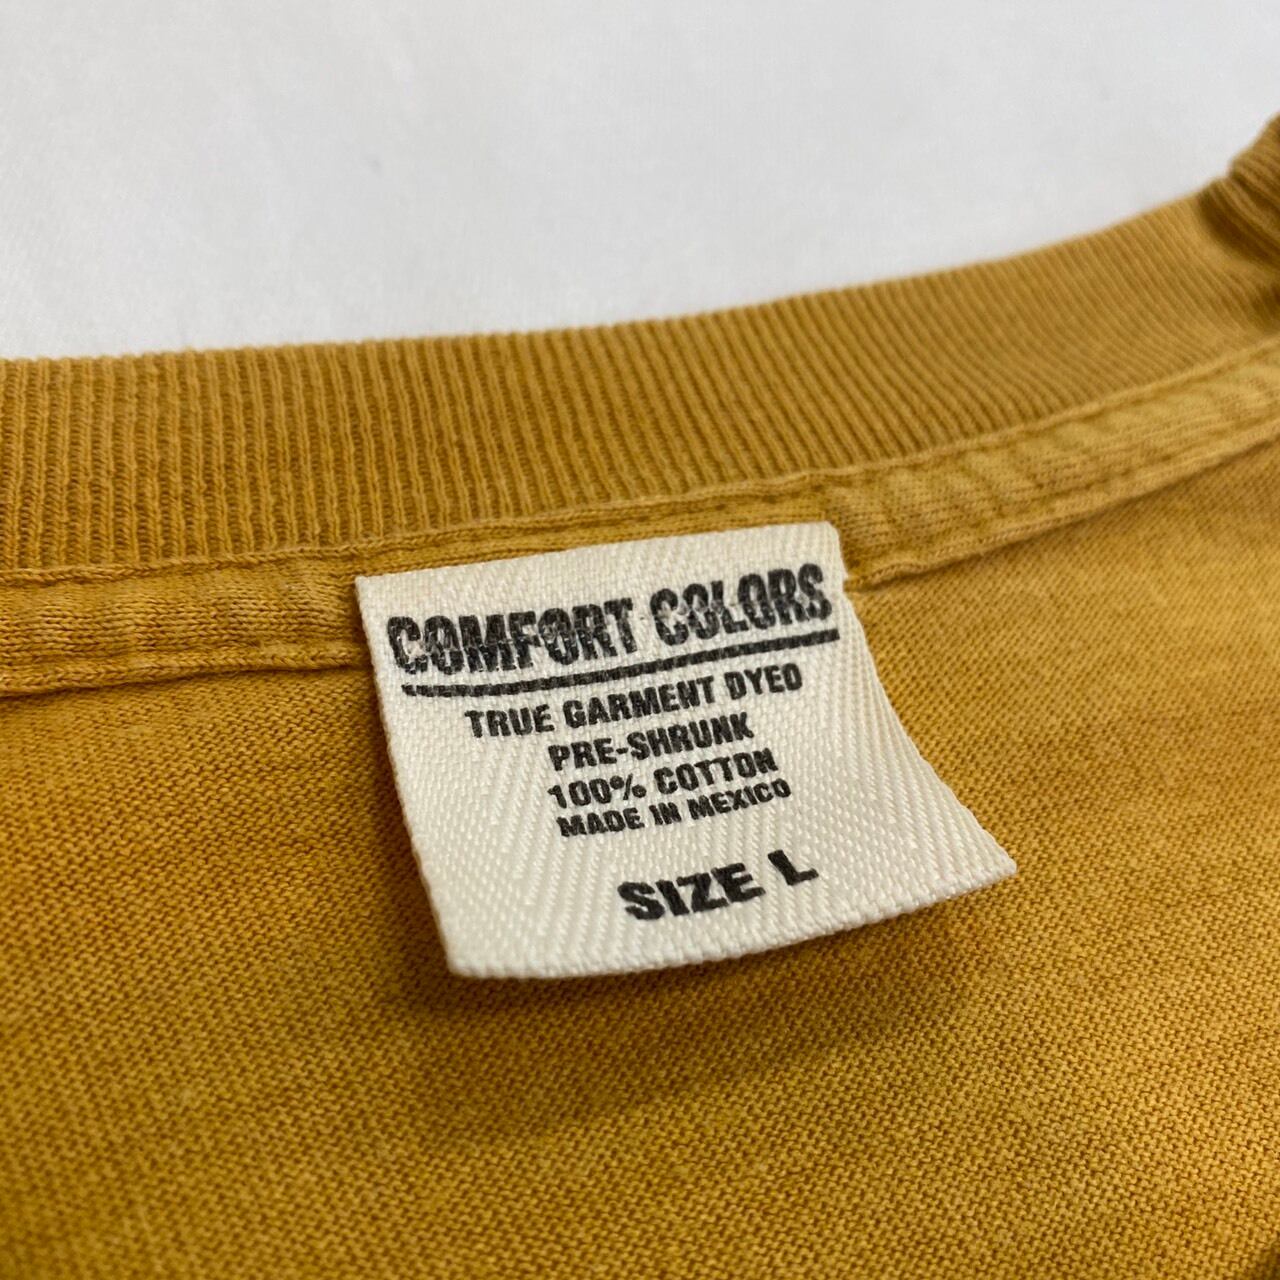 COMFORT COLORS
TRUE GARMENT DYED
PRE-SHRUNK
100% COTTON
MADE IN MEXICO
SIZE L